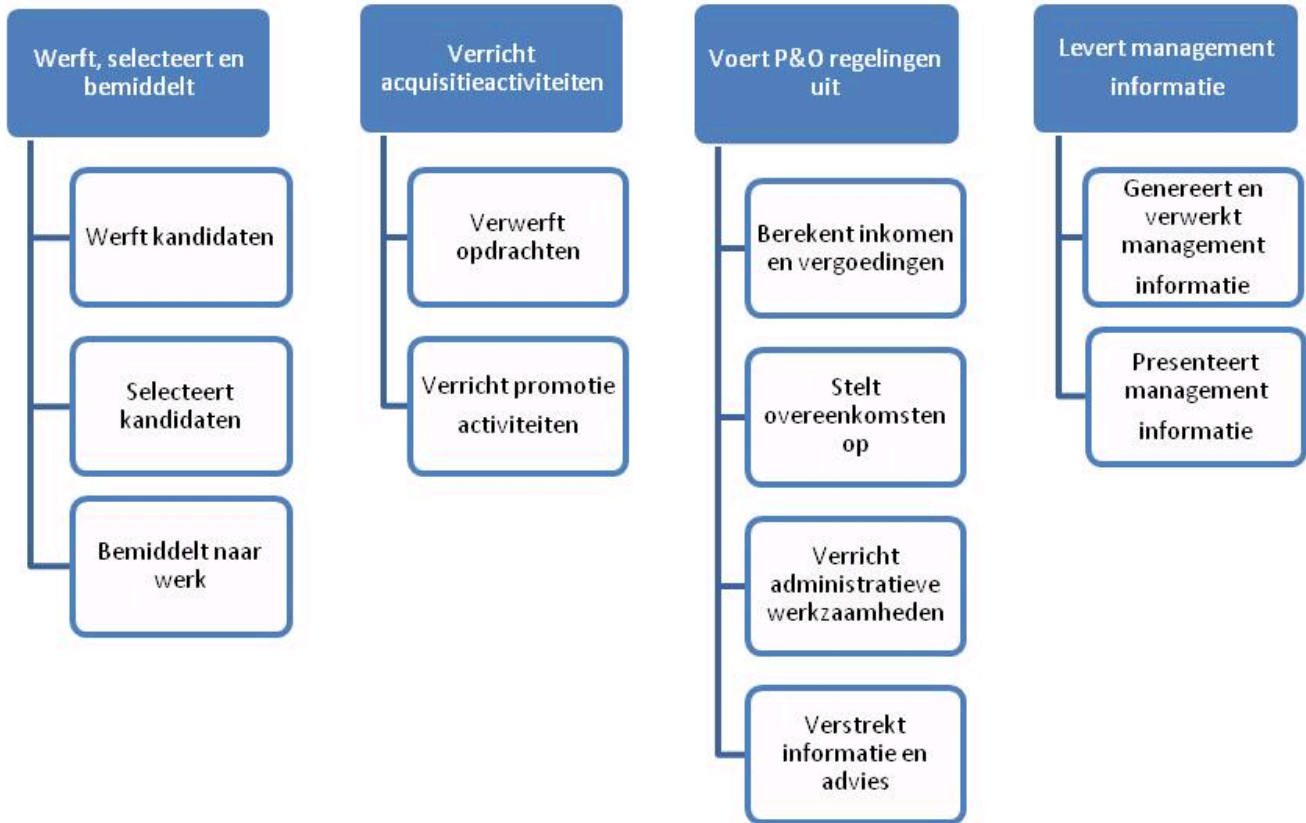 Werft, selecteert en
bemiddelt
Werft kandidaten
Selecteert
kandidaten
Bemiddelt naar
werk
Verricht
acquisitieactiviteiten
Verwerft
opdrachten
Verricht promotie
activiteiten
Voert P&O regelingen
uit
Berekent inkomen
en vergoedingen
Stelt
overeenkomsten
op
Verricht
administratieve
werkzaamheden
Verstrekt
informatie en
advies
Levert management
informatie
Genereert en
verwerkt
management
informatie
Presenteert
management
informatie